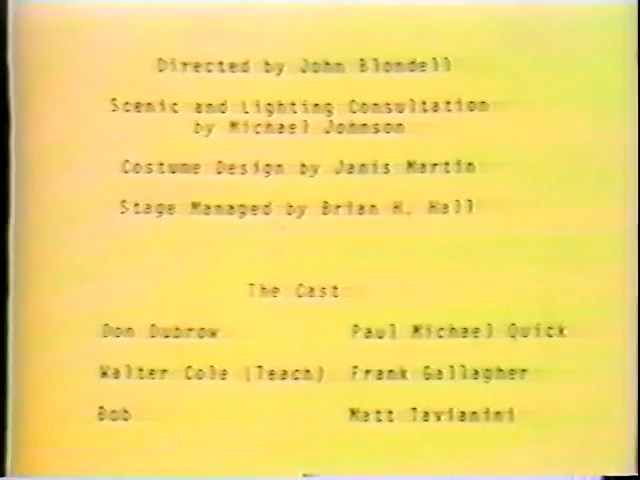 Directed by John Blondell
Scenic and Lighting Consultation
by Michael Johnson
Costume Design by Janis Martin
Stage Managed by Brian H. Hall
The Cast
Don Dubrow Paul Michael Quick
Walter Cole (Teach) Frank Gallagher
Bob Matt Tavianini